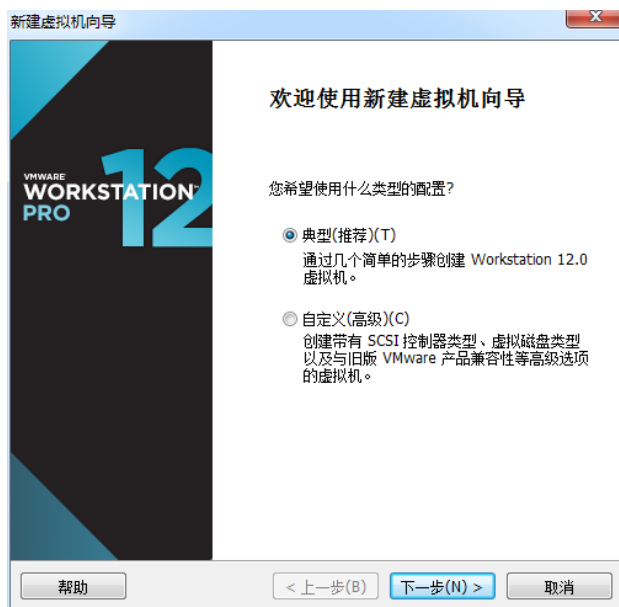 新建虚拟机向导
x
欢迎使用新建虚拟机向导
VMWARE
WORKSTATION™
PRO
12
您希望使用什么类型的配置?
典型(推荐)(T)
通过几个简单的步骤创建 Workstation 12.0
虚拟机。
自定义(高级)(C)
创建带有 SCSI 控制器类型、虚拟磁盘类型
以及与旧版 VMware 产品兼容性等高级选项
的虚拟机。
帮助
< 上一步(B)
下一步(N) >
取消